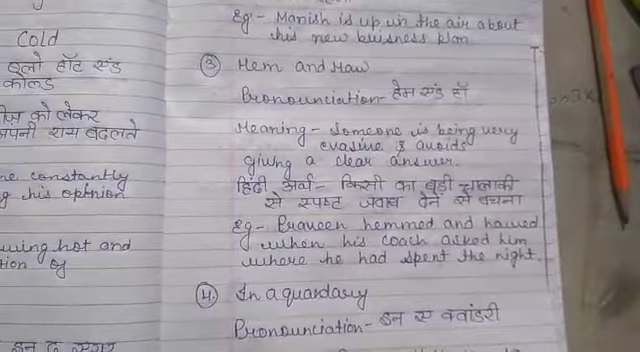 Cold
ब्लो हॉट एंड
कोल्ड
को लेकर
अपनी राय बदलते
constantly
his opinion
hot and
by
Eg:- Manish is up in the air about
his new buisness plan
③ Hem and Haw
Pronounciation- हेम एंड हॉ
Meaning - Someone is being very
evasive & avoids
giving a clear answer.
हिंदी अर्थ- किसी का बड़ी चालाकी
से स्पष्ट जवाब देने से बचना
Eg- Praveen hemmed and hawed
when his coach asked him
where he had spent the night.
④ In a quandary
Pronounciation- इन ए क्वांडरी